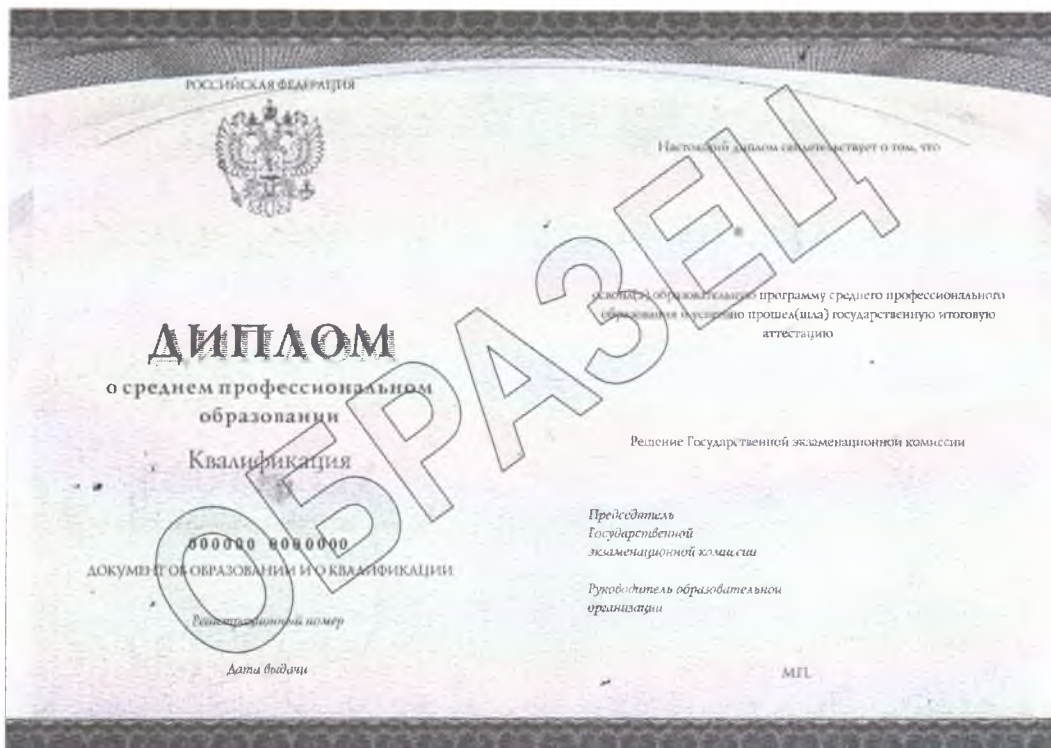 РОССИЙСКАЯ ФЕДЕРАЦИЯ
ДИПЛОМ
о среднем профессиональном
образовании
Квалификация
000000 0000000
ДОКУМЕНТ ОБ ОБРАЗОВАНИИ И О КВАЛИФИКАЦИИ
Регистрационный номер
Дата выдачи
Настоящий диплом свидетельствует о том, что
освоил(а) образовательную программу среднего профессионального
образования и успешно прошел(шла) государственную итоговую
аттестацию
Решение Государственной экзаменационной комиссии
Председатель
Государственной
экзаменационной комиссии
Руководитель образовательной
организации
М.П.
ОБРАЗЕЦ